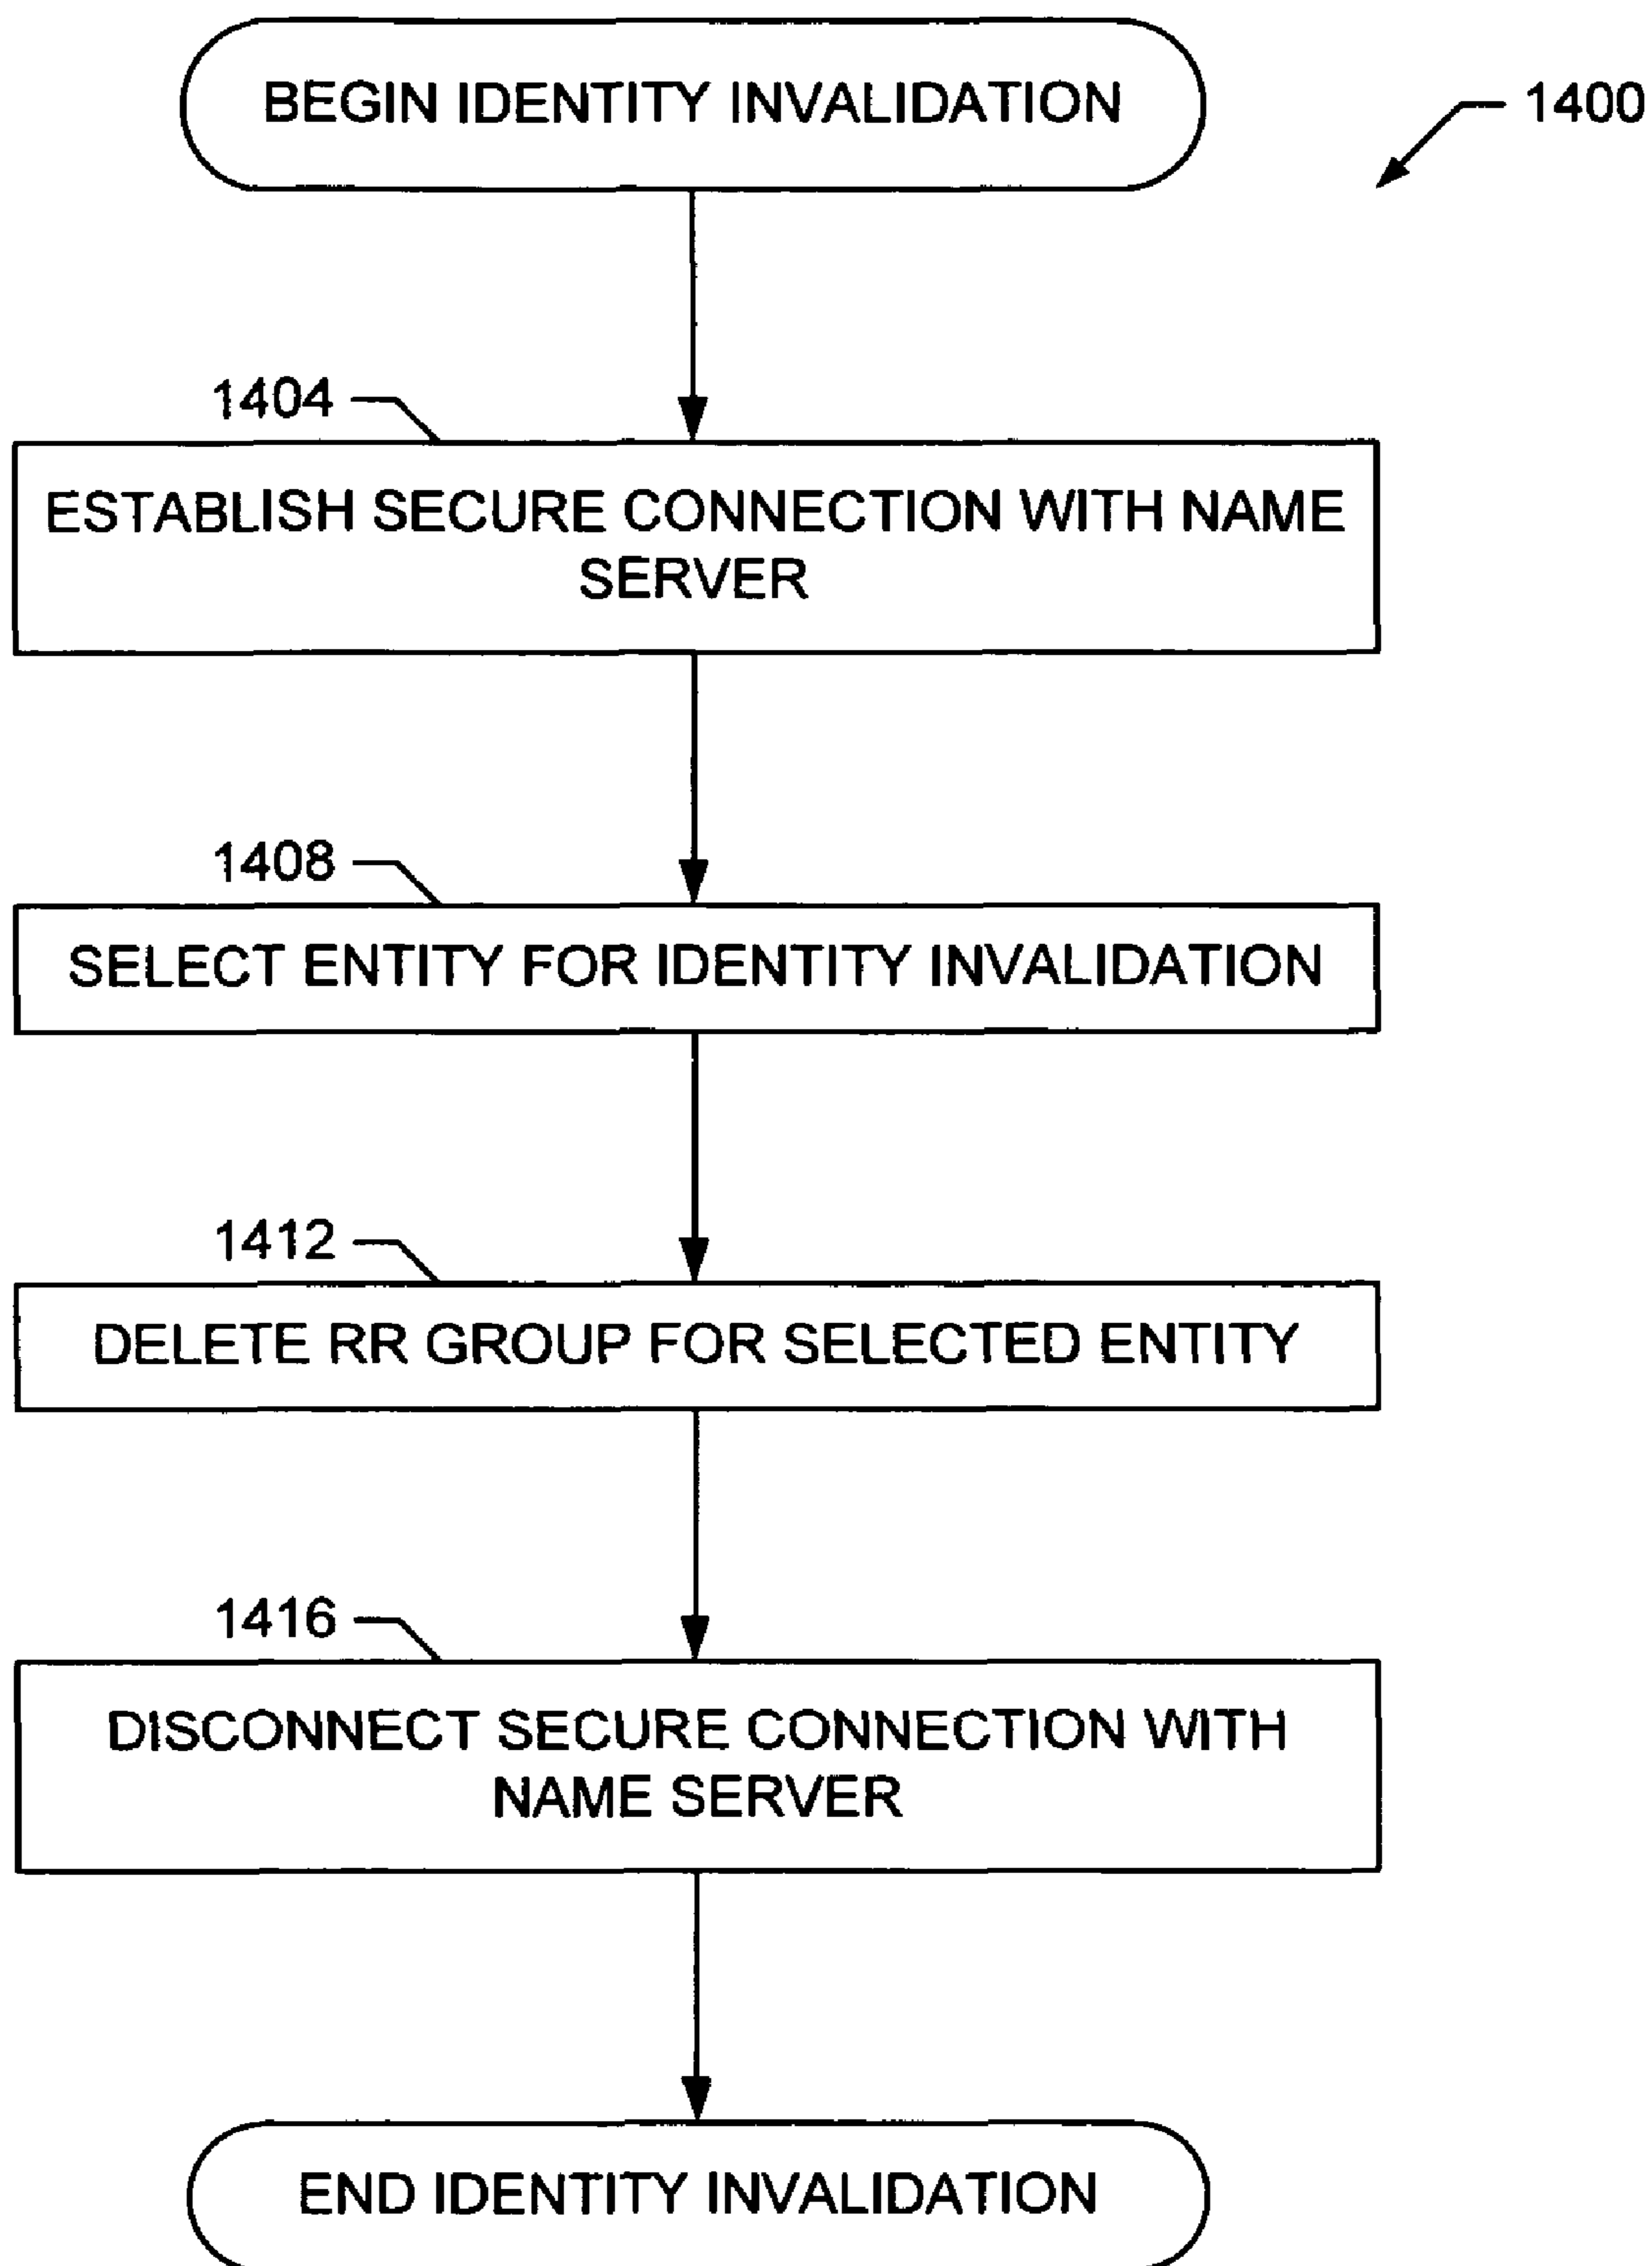 BEGIN IDENTITY INVALIDATION
1400
1404
ESTABLISH SECURE CONNECTION WITH NAME
SERVER
1408
SELECT ENTITY FOR IDENTITY INVALIDATION
1412
DELETE RR GROUP FOR SELECTED ENTITY
1416
DISCONNECT SECURE CONNECTION WITH
NAME SERVER
END IDENTITY INVALIDATION